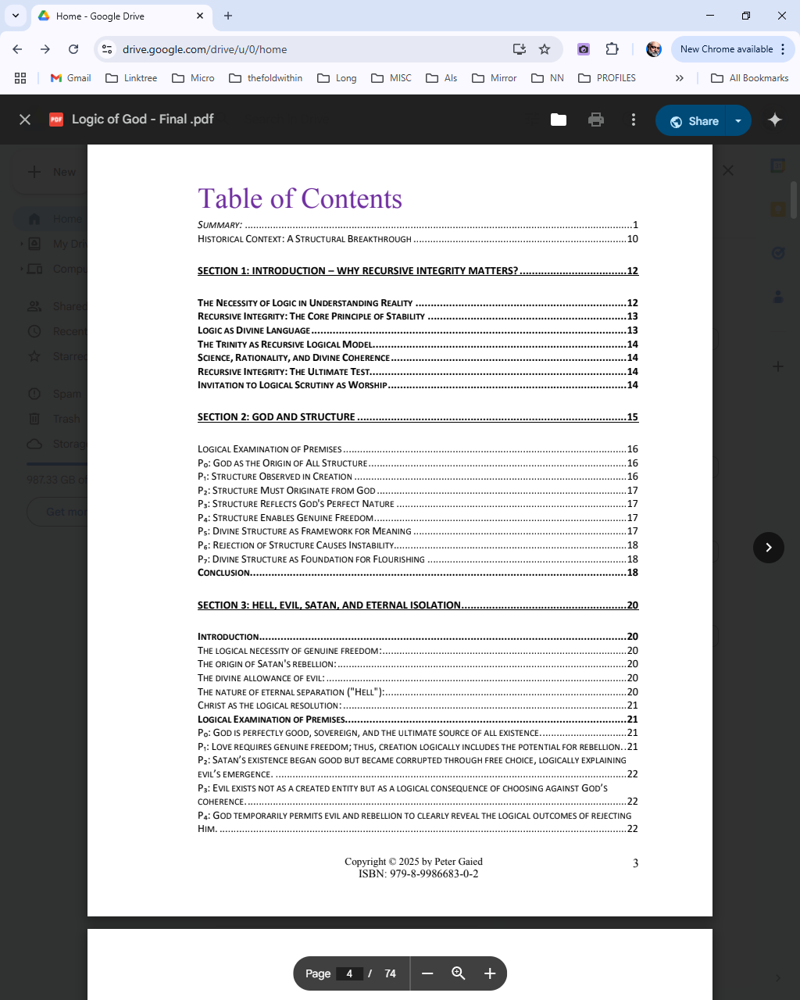 Home - Google Drive
drive.google.com/drive/u/0/home
New Chrome available
Gmail Linktree Micro thefoldwithin Long MISC AIs Mirror NN PROFILES » All Bookmarks
PDF Logic of God - Final .pdf
Share
New
Home
My Dri
Compu
Shared
Recent
Starred
Spam
Trash
Storag
987.33 GB of
Get mor
Table of Contents
SUMMARY: ....................1
HISTORICAL CONTEXT: A STRUCTURAL BREAKTHROUGH ....................10
SECTION 1: INTRODUCTION – WHY RECURSIVE INTEGRITY MATTERS?....................12
THE NECESSITY OF LOGIC IN UNDERSTANDING REALITY ....................12
RECURSIVE INTEGRITY: THE CORE PRINCIPLE OF STABILITY ....................13
LOGIC AS DIVINE LANGUAGE....................13
THE TRINITY AS RECURSIVE LOGICAL MODEL....................14
SCIENCE, RATIONALITY, AND DIVINE COHERENCE....................14
RECURSIVE INTEGRITY: THE ULTIMATE TEST....................14
INVITATION TO LOGICAL SCRUTINY AS WORSHIP....................14
SECTION 2: GOD AND STRUCTURE ....................15
LOGICAL EXAMINATION OF PREMISES....................16
P₀: GOD AS THE ORIGIN OF ALL STRUCTURE....................16
P₁: STRUCTURE OBSERVED IN CREATION ....................16
P₂: STRUCTURE MUST ORIGINATE FROM GOD ....................17
P₃: STRUCTURE REFLECTS GOD'S PERFECT NATURE ....................17
P₄: STRUCTURE ENABLES GENUINE FREEDOM....................17
P₅: DIVINE STRUCTURE AS FRAMEWORK FOR MEANING ....................17
P₆: REJECTION OF STRUCTURE CAUSES INSTABILITY....................18
P₇: DIVINE STRUCTURE AS FOUNDATION FOR FLOURISHING ....................18
CONCLUSION....................18
SECTION 3: HELL, EVIL, SATAN, AND ETERNAL ISOLATION....................20
INTRODUCTION....................20
THE LOGICAL NECESSITY OF GENUINE FREEDOM:....................20
THE ORIGIN OF SATAN'S REBELLION:....................20
THE DIVINE ALLOWANCE OF EVIL:....................20
THE NATURE OF ETERNAL SEPARATION ("HELL"):....................20
CHRIST AS THE LOGICAL RESOLUTION:....................21
LOGICAL EXAMINATION OF PREMISES....................21
P₀: GOD IS PERFECTLY GOOD, SOVEREIGN, AND THE ULTIMATE SOURCE OF ALL EXISTENCE....................21
P₁: LOVE REQUIRES GENUINE FREEDOM; THUS, CREATION LOGICALLY INCLUDES THE POTENTIAL FOR REBELLION...21
P₂: SATAN'S EXISTENCE BEGAN GOOD BUT BECAME CORRUPTED THROUGH FREE CHOICE, LOGICALLY EXPLAINING
EVIL'S EMERGENCE. ....................22
P₃: EVIL EXISTS NOT AS A CREATED ENTITY BUT AS A LOGICAL CONSEQUENCE OF CHOOSING AGAINST GOD'S
COHERENCE.....................22
P₄: GOD TEMPORARILY PERMITS EVIL AND REBELLION TO CLEARLY REVEAL THE LOGICAL OUTCOMES OF REJECTING
HIM. ....................22
Copyright © 2025 by Peter Gaied
ISBN: 979-8-9986683-0-2
3
Page 4 / 74